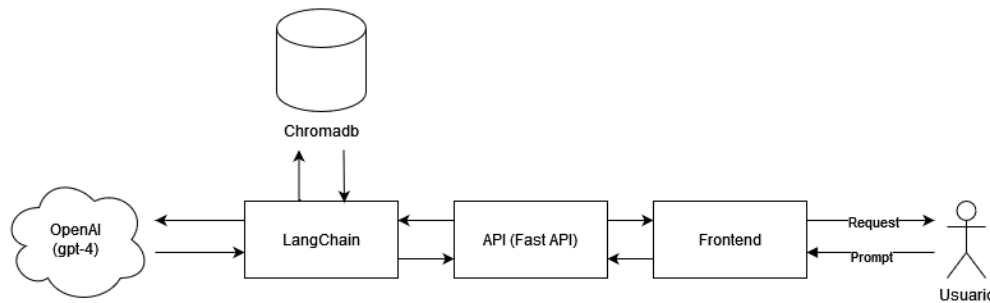 Chromadb
OpenAI
(gpt-4)
LangChain
API (Fast API)
Frontend
Request
Prompt
Usuario